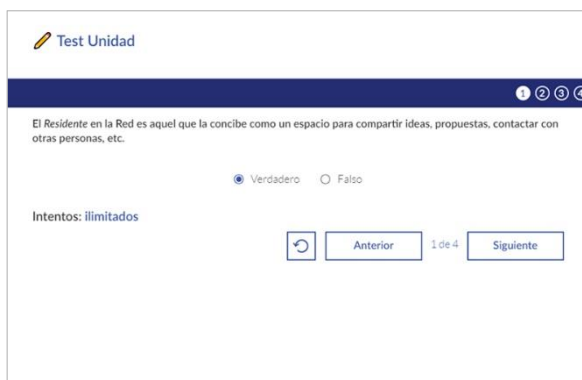 Test Unidad
1 2 3 4
El Residente en la Red es aquel que la concibe como un espacio para compartir ideas, propuestas, contactar con
otras personas, etc.
Verdadero Falso
Intentos: ilimitados
Anterior 1 de 4 Siguiente